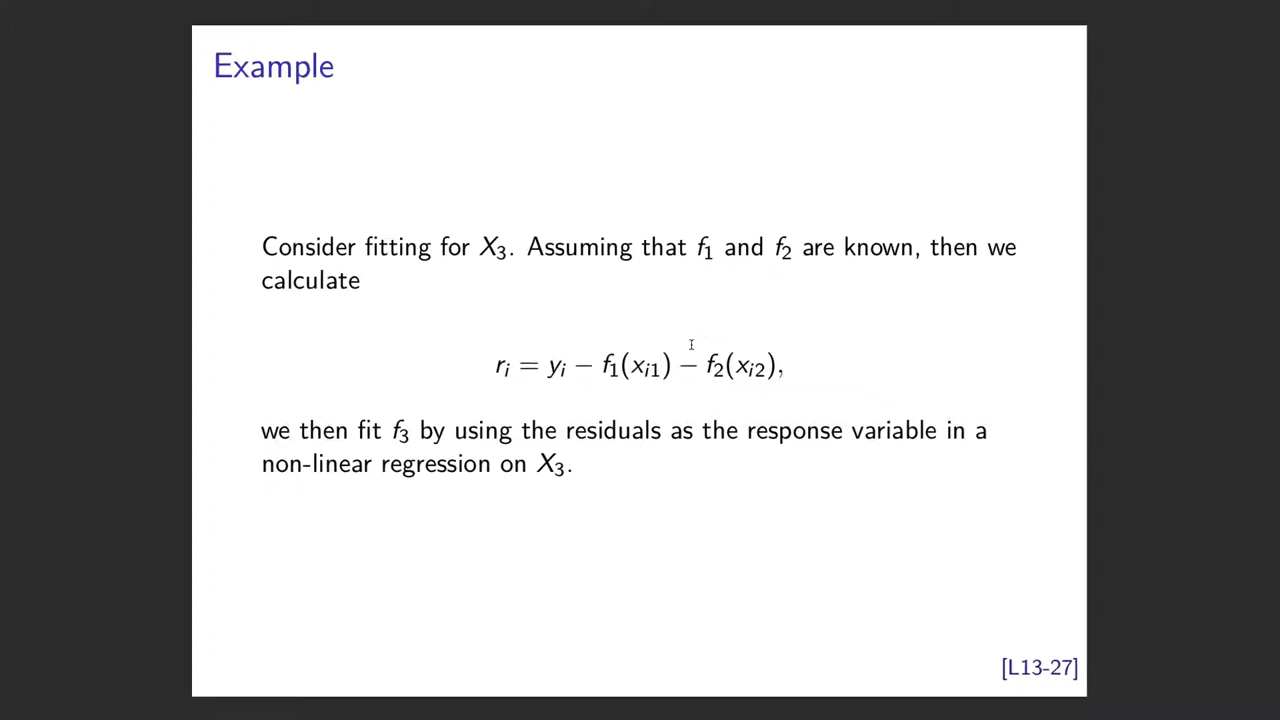 Example
Consider fitting for X₃. Assuming that f₁ and f₂ are known, then we
calculate
rᵢ = yᵢ − f₁(xᵢ₁) − f₂(xᵢ₂),
we then fit f₃ by using the residuals as the response variable in a
non-linear regression on X₃.
[L13-27]